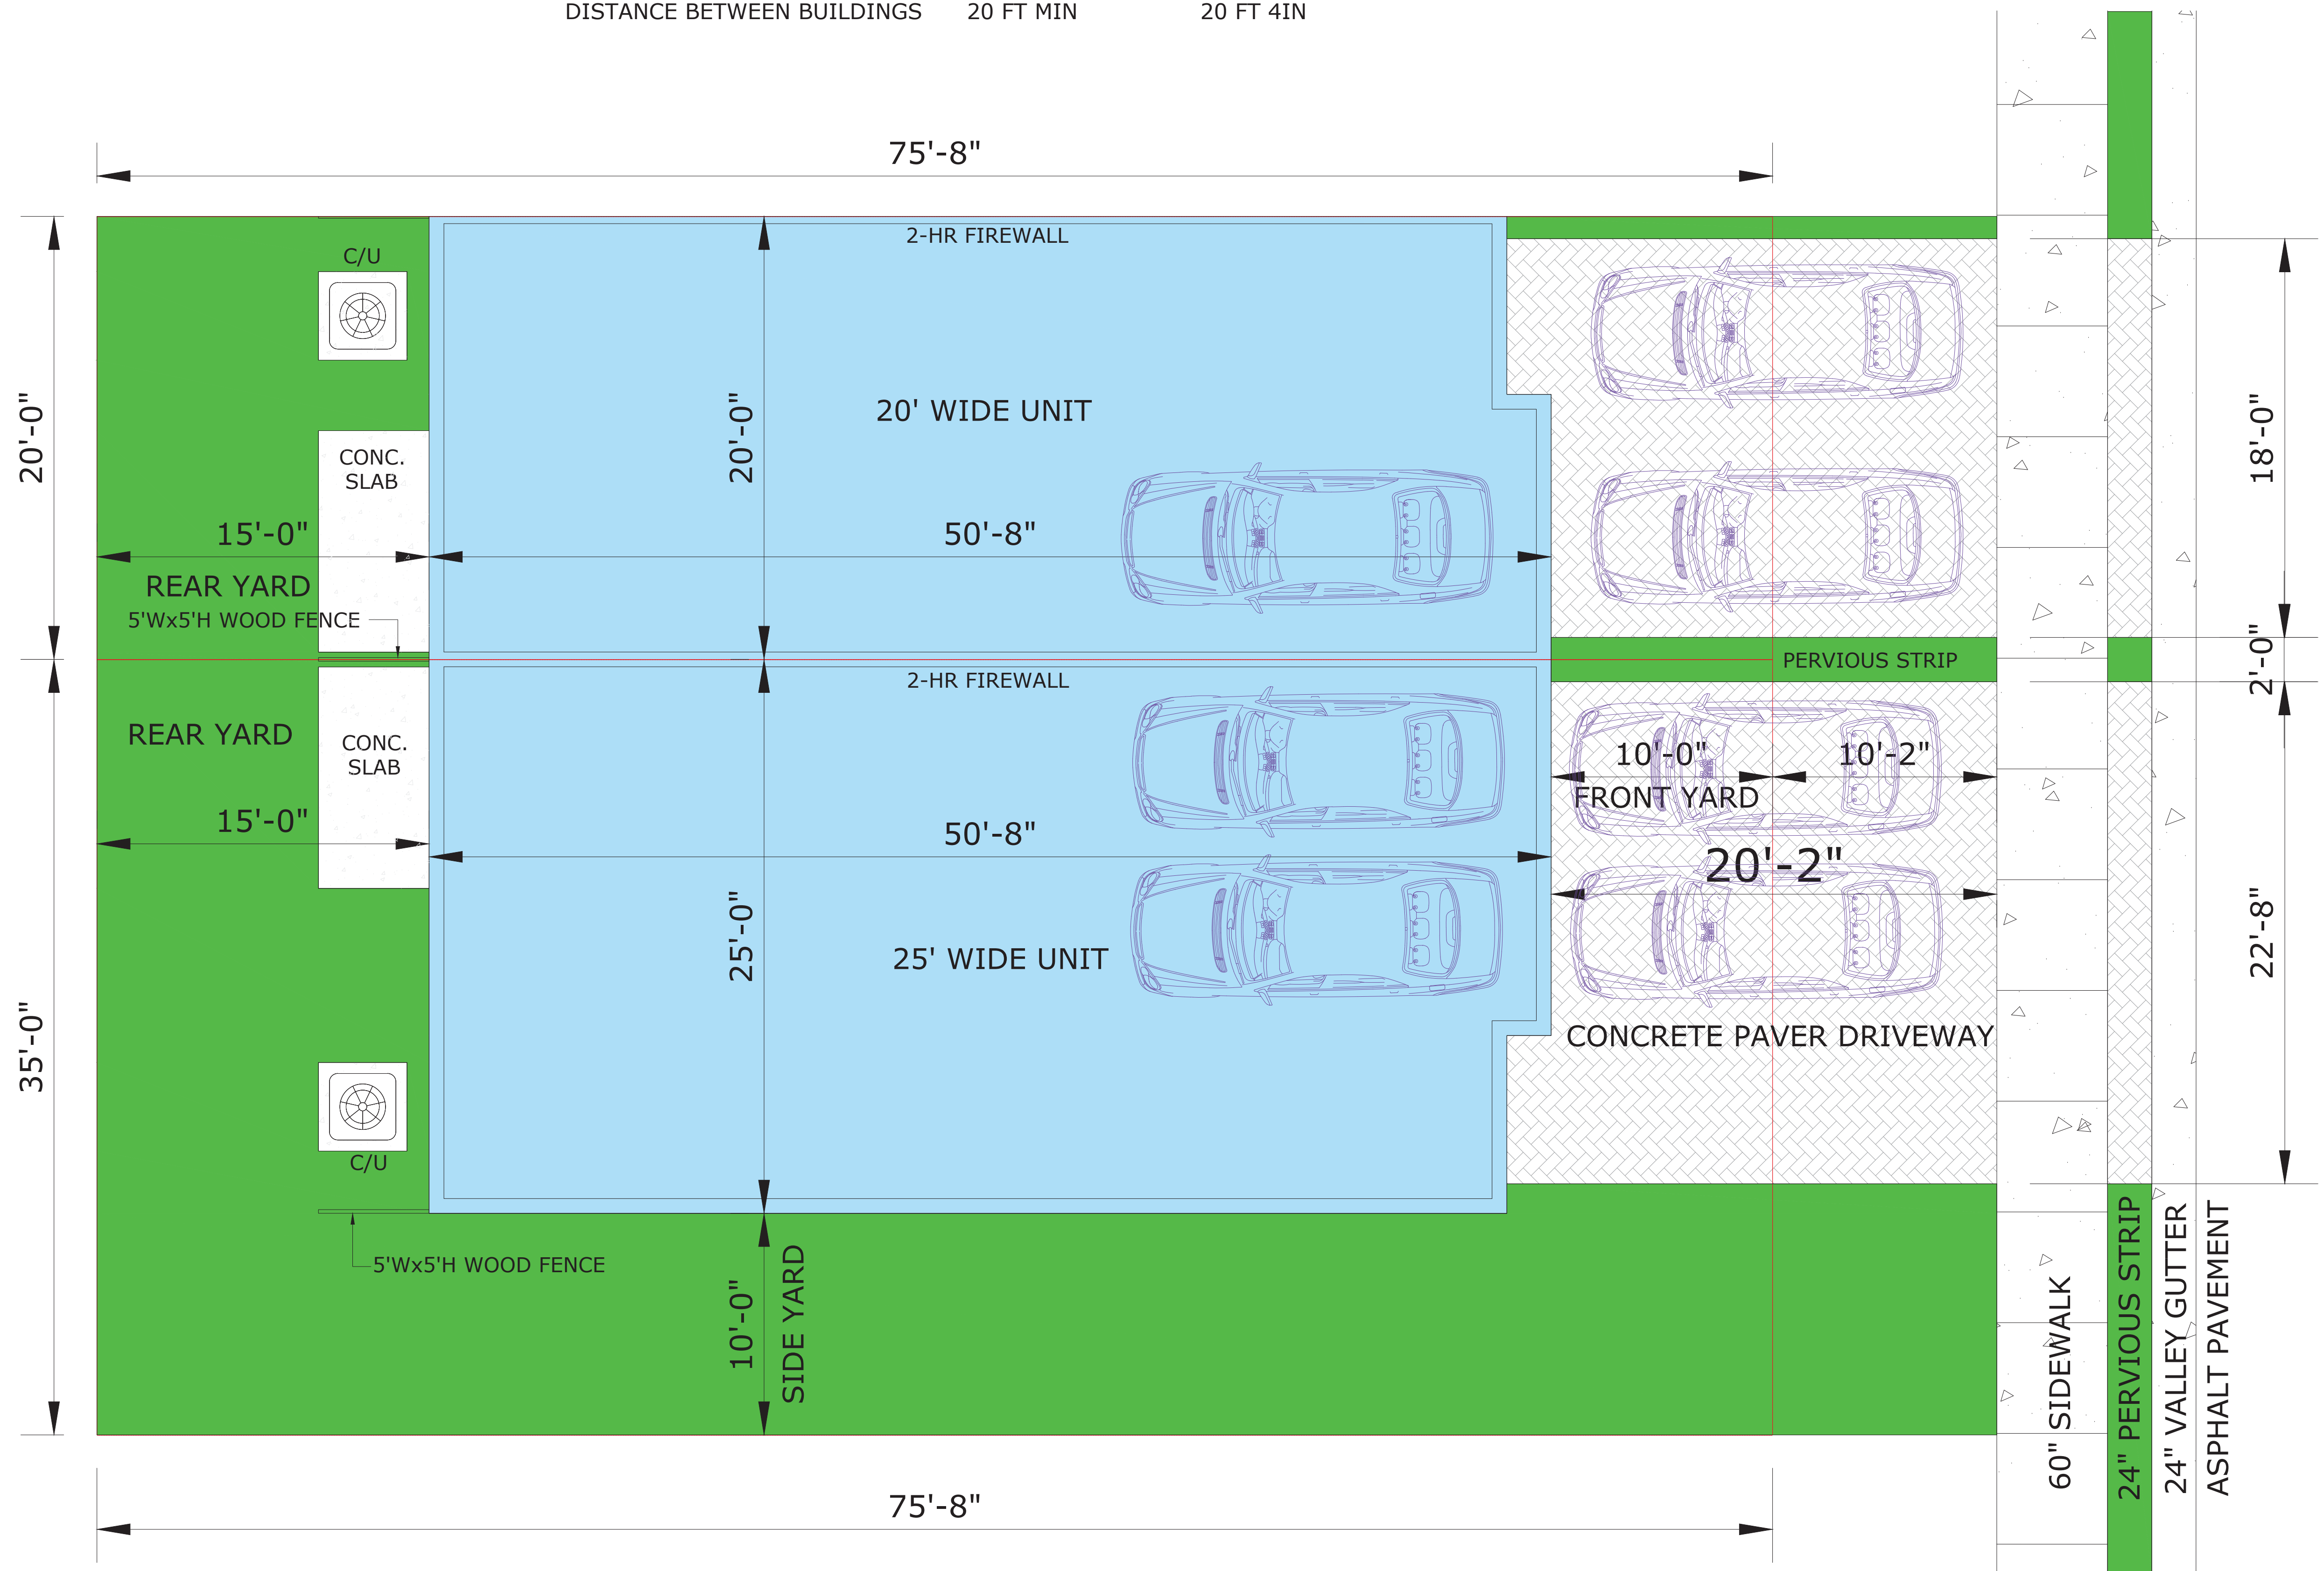 DISTANCE BETWEEN BUILDINGS 20 FT MIN 20 FT 4IN
75'-8"
2-HR FIREWALL
C/U
20'-0"
20'-0"
20' WIDE UNIT
18'-0"
CONC.
SLAB
15'-0"
50'-8"
REAR YARD
5'Wx5'H WOOD FENCE
PERVIOUS STRIP
2'-0"
2-HR FIREWALL
REAR YARD
CONC.
SLAB
10'-0"
10'-2"
FRONT YARD
15'-0"
50'-8"
20'-2"
25'-0"
25' WIDE UNIT
22'-8"
35'-0"
CONCRETE PAVER DRIVEWAY
C/U
5'Wx5'H WOOD FENCE
10'-0"
SIDE YARD
60" SIDEWALK
24" PERVIOUS STRIP
24" VALLEY GUTTER
ASPHALT PAVEMENT
75'-8"